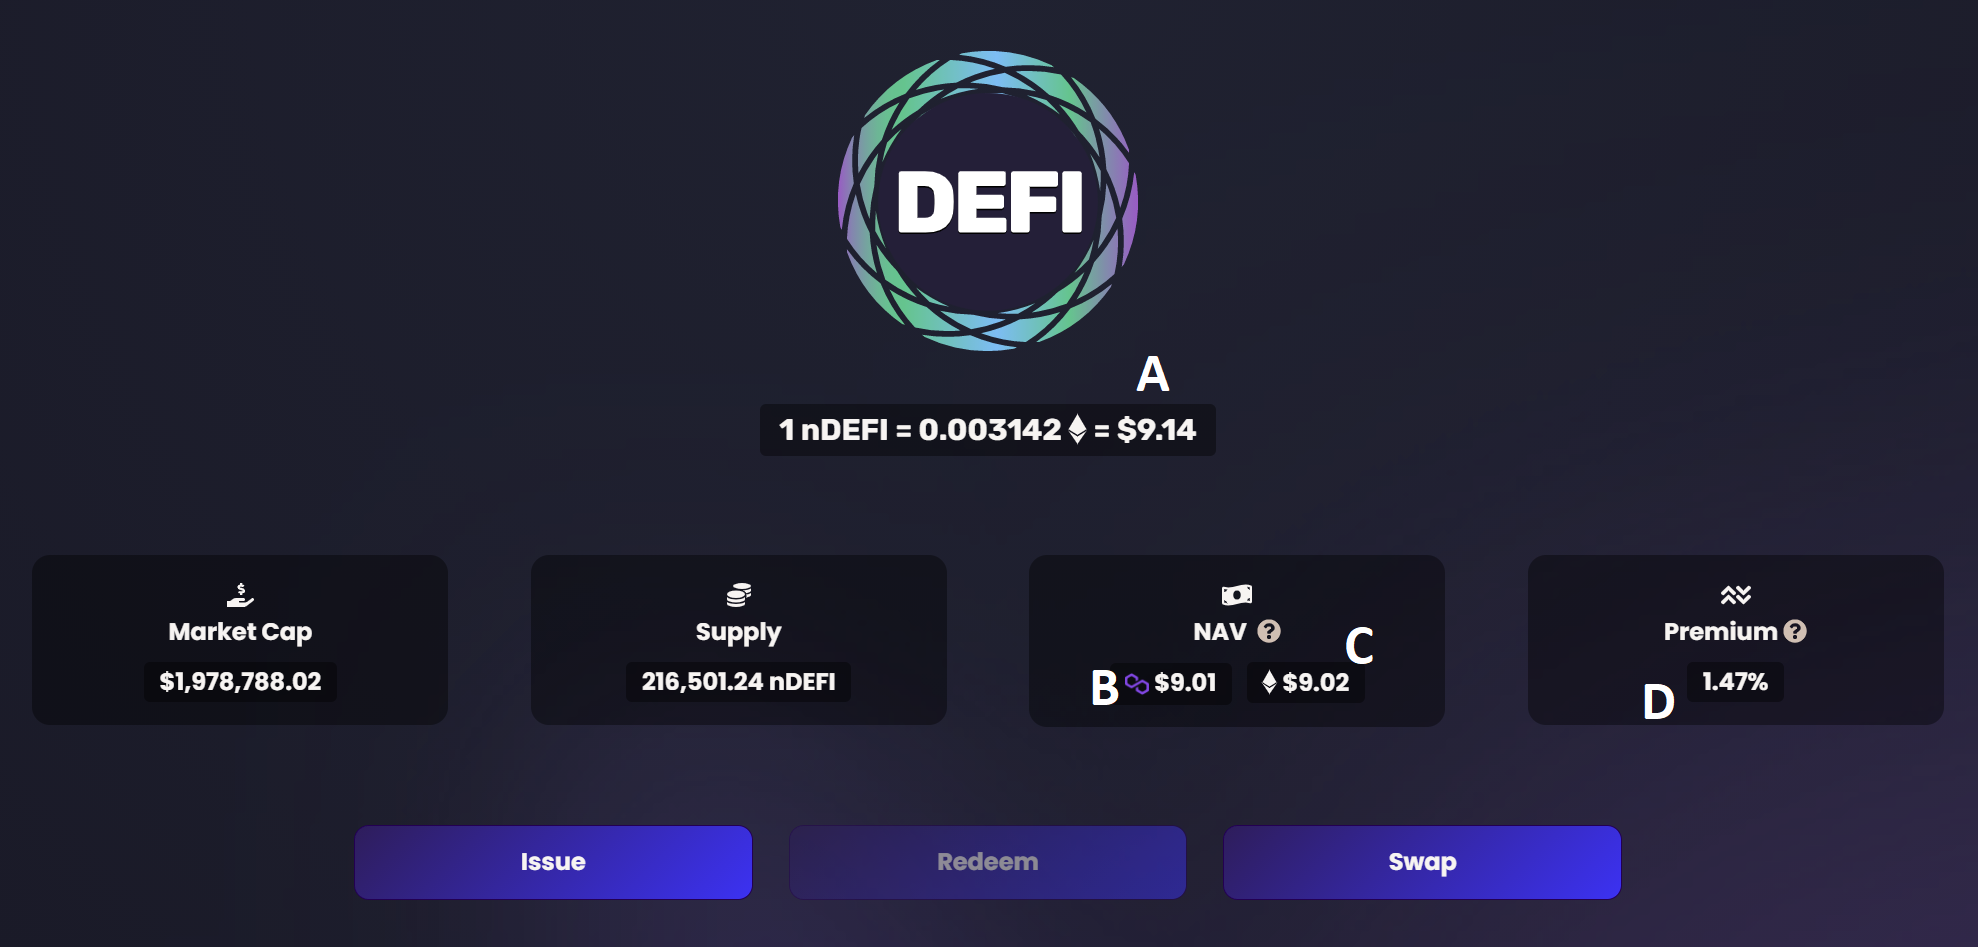 DEFI
A
1 nDEFI = 0.003142 = $9.14
Market Cap
$1,978,788.02
Supply
216,501.24 nDEFI
NAV ?
C
B $9.01 $9.02
Premium ?
1.47%
D
Issue
Redeem
Swap